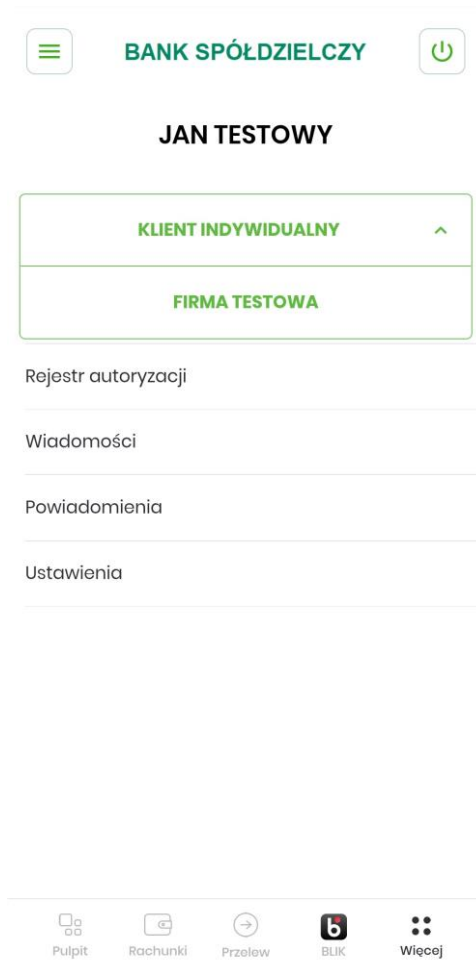 BANK SPÓŁDZIELCZY
JAN TESTOWY
KLIENT INDYWIDUALNY
FIRMA TESTOWA
Rejestr autoryzacji
Wiadomości
Powiadomienia
Ustawienia
Pulpit Rachunki Przelew BLIK Więcej